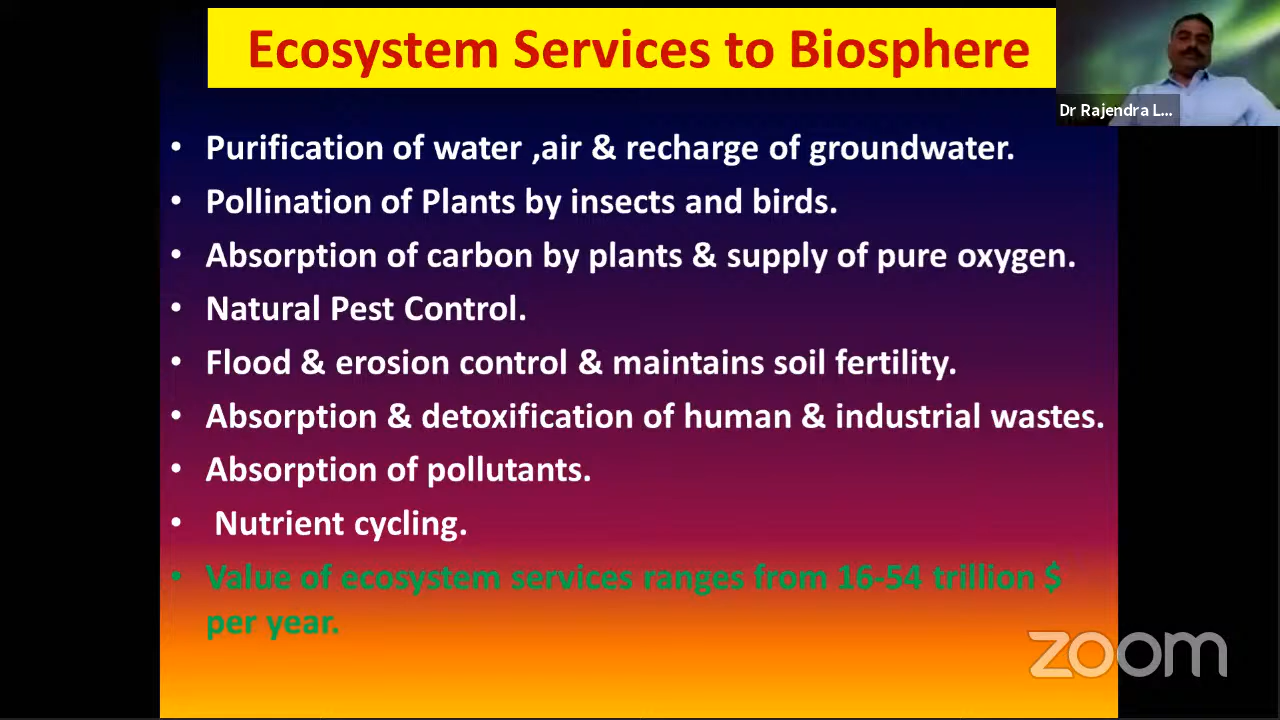 Ecosystem Services to Biosphere
Dr Rajendra L...
• Purification of water ,air & recharge of groundwater.
• Pollination of Plants by insects and birds.
• Absorption of carbon by plants & supply of pure oxygen.
• Natural Pest Control.
• Flood & erosion control & maintains soil fertility.
• Absorption & detoxification of human & industrial wastes.
• Absorption of pollutants.
• Nutrient cycling.
• Value of ecosystem services ranges from 16-54 trillion $
per year.
zoom